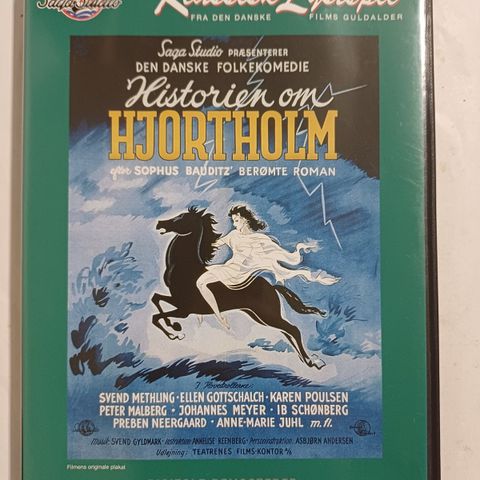 Saga Studio
Klassisk Lystspil
FRA DEN DANSKE FILMS GULDALDER
Saga Studio PRÆSENTERER
DEN DANSKE FOLKEKOMEDIE
Historien om
HJORTHOLM
efter SOPHUS BAUDITZ' BERØMTE ROMAN
I Hovedrollerne:
SVEND METHLING - ELLEN GOTTSCHALCH - KAREN POULSEN
PETER MALBERG - JOHANNES MEYER - IB SCHØNBERG
PREBEN NEERGAARD - ANNE-MARIE JUHL m. fl.
Musik: SVEND GYLDMARK - Instruktion: ANNELISE REENBERG - Personinstruktion: ASBJØRN ANDERSEN
Udlejning: TEATRENES FILMS-KONTOR A/S
Filmens originale plakat